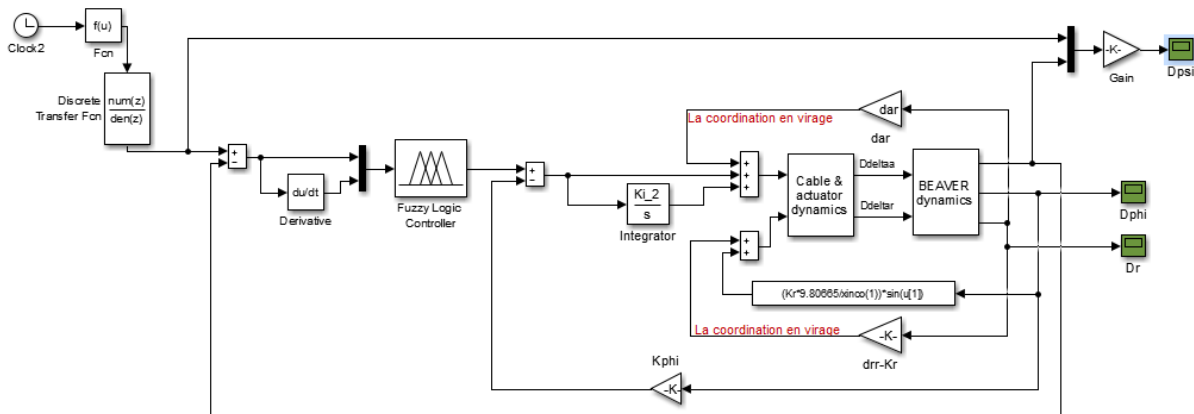 Clock2
f(u)
Fcn
num(z)
den(z)
Discrete
Transfer Fcn
+
−
du/dt
Derivative
Fuzzy Logic
Controller
+
−
Ki_2
s
Integrator
La coordination en virage
dar
dar
+
+
+
Cable &
actuator
dynamics
Ddeltaa
Ddeltar
BEAVER
dynamics
-K-
Gain
Dpsi
Dphi
Dr
+
+
(Kr*9.80665/xinco(1))*sin(u[1])
La coordination en virage
-K-
drr-Kr
Kphi
-K-